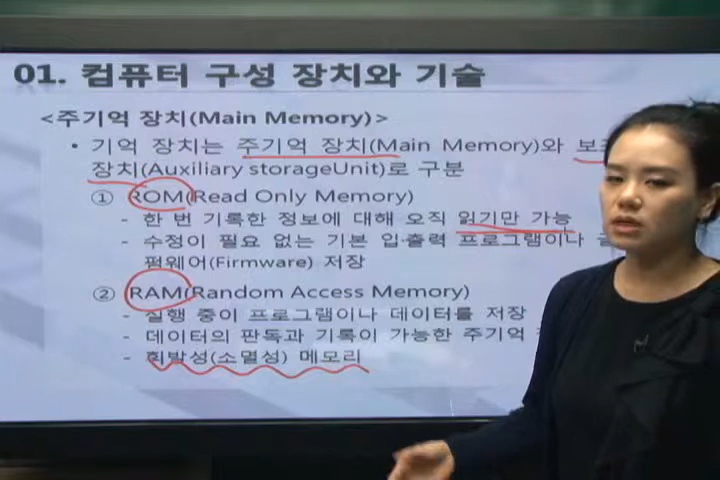 01. 컴퓨터 구성 장치와 기술
<주기억 장치(Main Memory)>
• 기억 장치는 주기억 장치(Main Memory)와
장치(Auxiliary storageUnit)로 구분
① ROM(Read Only Memory)
- 한 번 기록한 정보에 대해 오직 읽기만 가능
- 수정이 필요 없는 기본 입·출력 프로그램이나
펌웨어(Firmware) 저장
② RAM(Random Access Memory)
- 실행 중이 프로그램이나 데이터를 저장
- 데이터의 판독과 기록이 가능한 주기억
- 휘발성(소멸성) 메모리